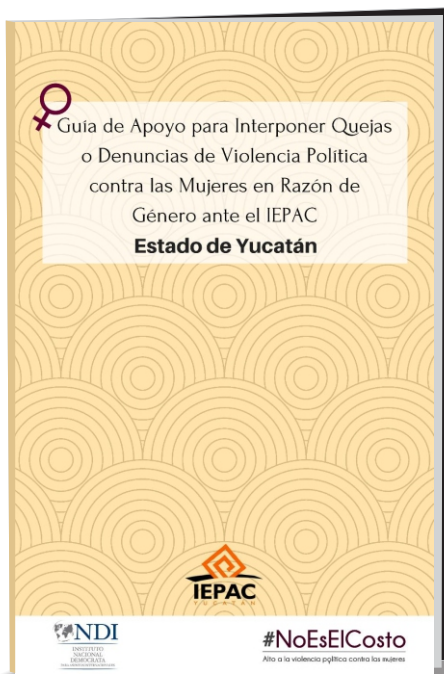 Guía de Apoyo para Interponer Quejas
o Denuncias de Violencia Política
contra las Mujeres en Razón de
Género ante el IEPAC
Estado de Yucatán
IEPAC
YUCATÁN
NDI
INSTITUTO
NACIONAL
DEMÓCRATA
#NoEsElCosto
Alto a la violencia política contra las mujeres